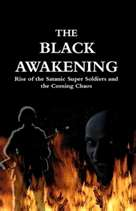 THE
BLACK
AWAKENING
Rise of the Satanic Super Soldiers
and the Coming Chaos